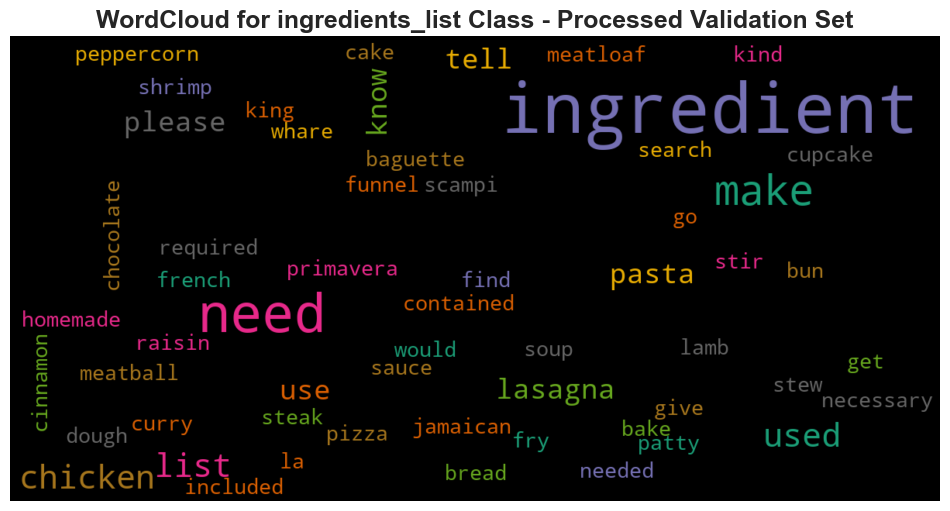 WordCloud for ingredients_list Class - Processed Validation Set
peppercorn cake tell meatloaf kind
shrimp know ingredient
please king whare
baguette search cupcake
chocolate funnel scampi make
go
required
french primavera find pasta stir bun
homemade need contained
raisin would soup lamb
cinnamon meatball sauce get
use lasagna stew
steak give necessary
dough curry pizza jamaican fry bake patty used
chicken list la bread needed
included